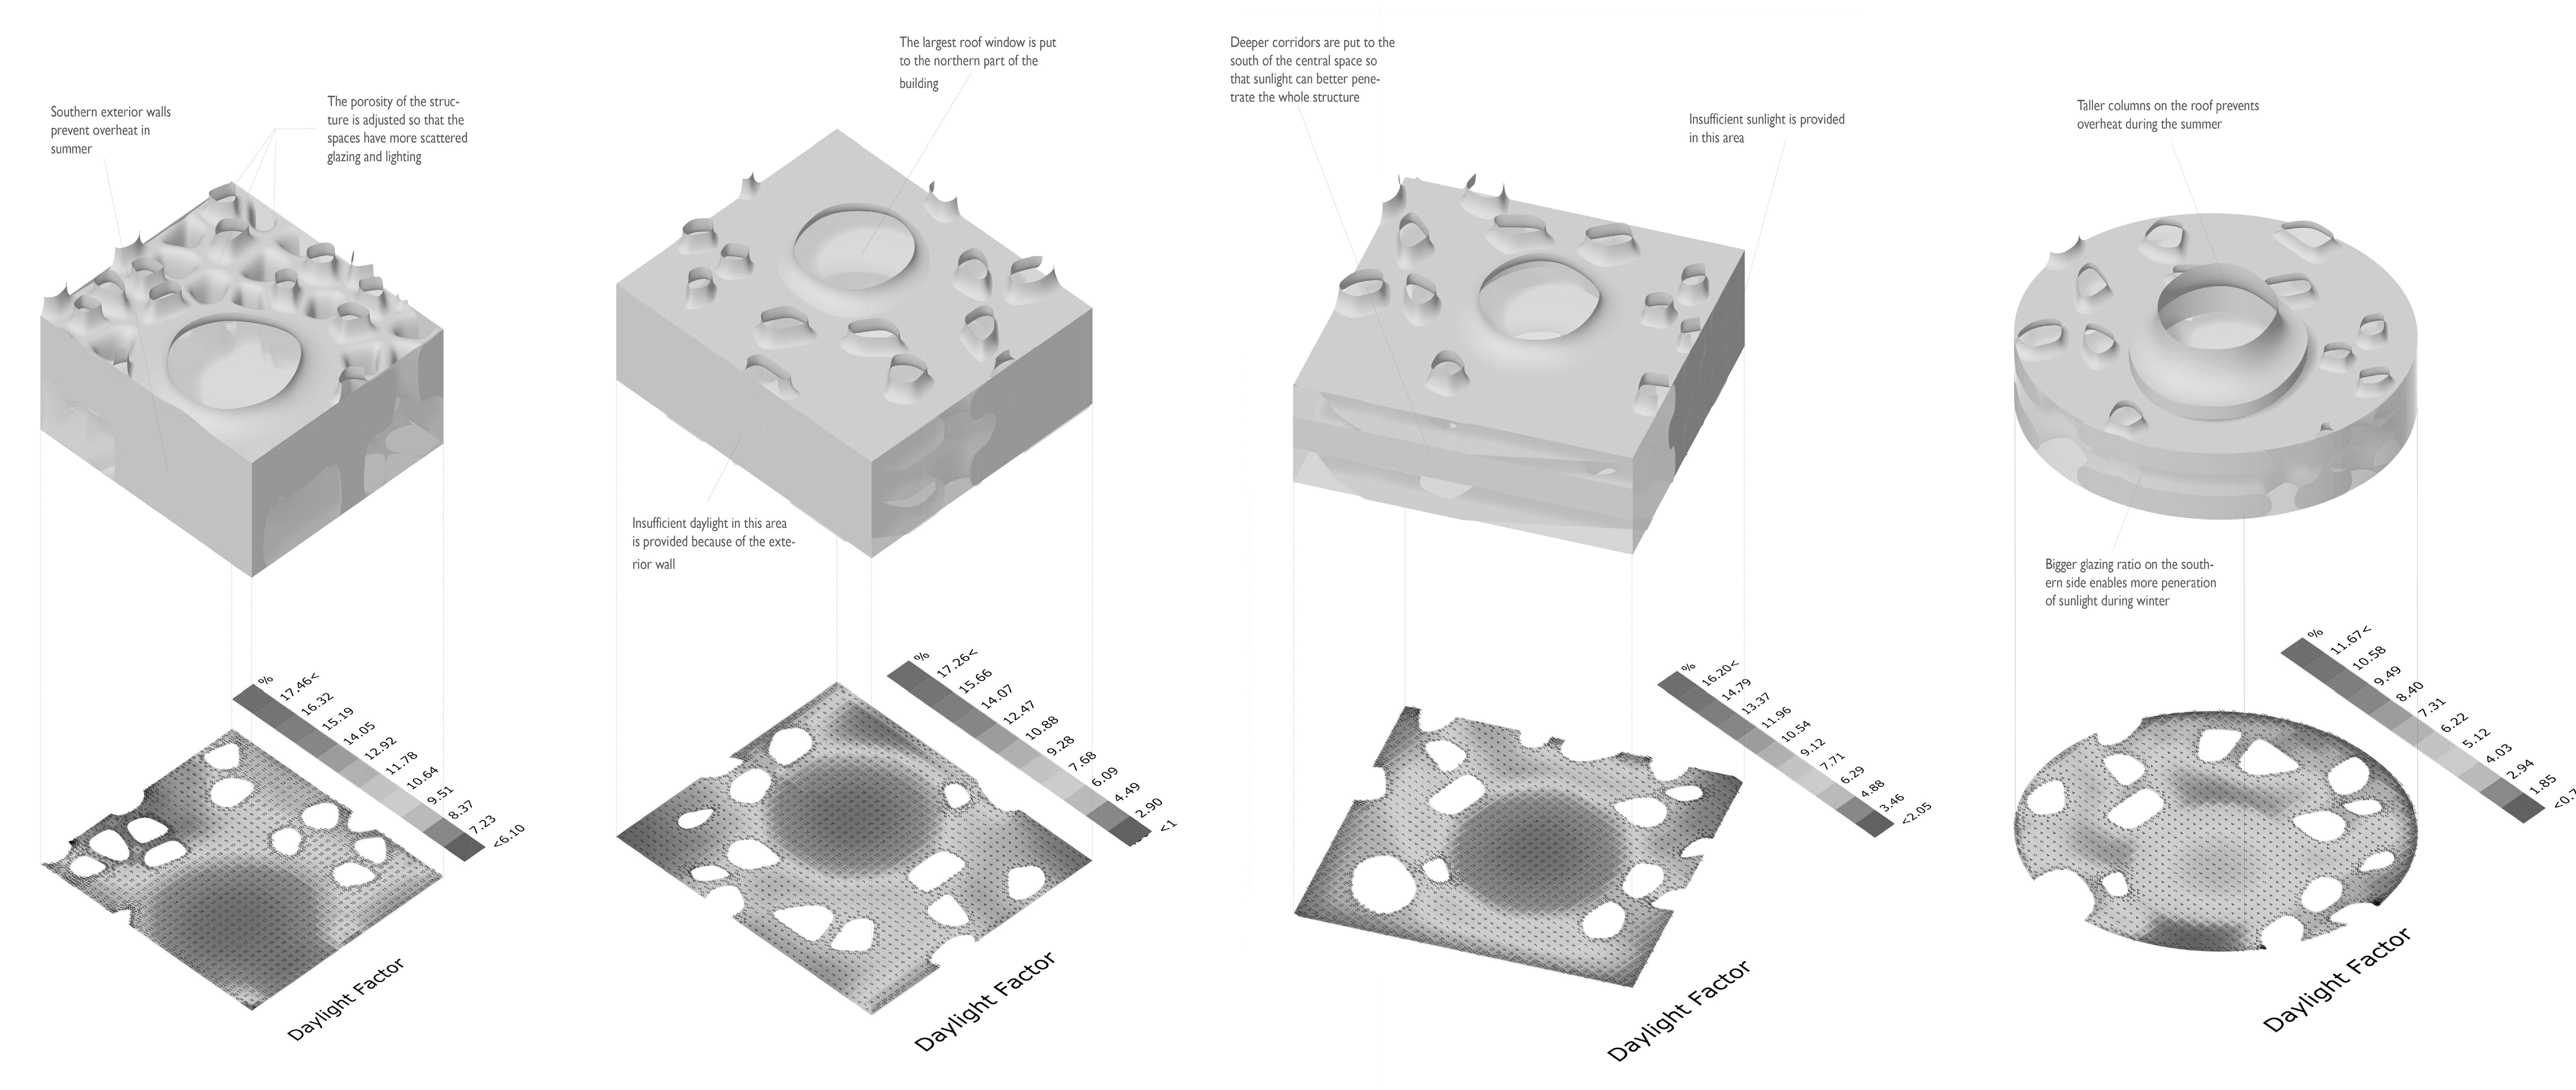 Southern exterior walls
prevent overheat in
summer
The porosity of the struc-
ture is adjusted so that the
spaces have more scattered
glazing and lighting
%
17.46<
16.32
15.19
14.05
12.92
11.78
10.64
9.51
8.37
7.23
<6.10
Daylight Factor
The largest roof window is put
to the northern part of the
building
Insufficient daylight in this area
is provided because of the exte-
rior wall
%
17.26<
15.66
14.07
12.47
10.88
9.28
7.68
6.09
4.49
2.90
<1
Daylight Factor
Deeper corridors are put to the
south of the central space so
that sunlight can better pene-
trate the whole structure
Insufficient sunlight is provided
in this area
%
16.20<
14.79
13.37
11.96
10.54
9.12
7.71
6.29
4.88
3.46
<2.05
Daylight Factor
Taller columns on the roof prevents
overheat during the summer
Bigger glazing ratio on the south-
ern side enables more peneration
of sunlight during winter
%
11.67<
10.58
9.49
8.40
7.31
6.22
5.12
4.03
2.94
1.85
Daylight Factor